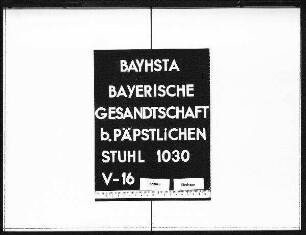 BAYHSTA
BAYERISCHE
GESANDTSCHAFT
b. PÄPSTLiCHEN
STUHL 1030
V-16